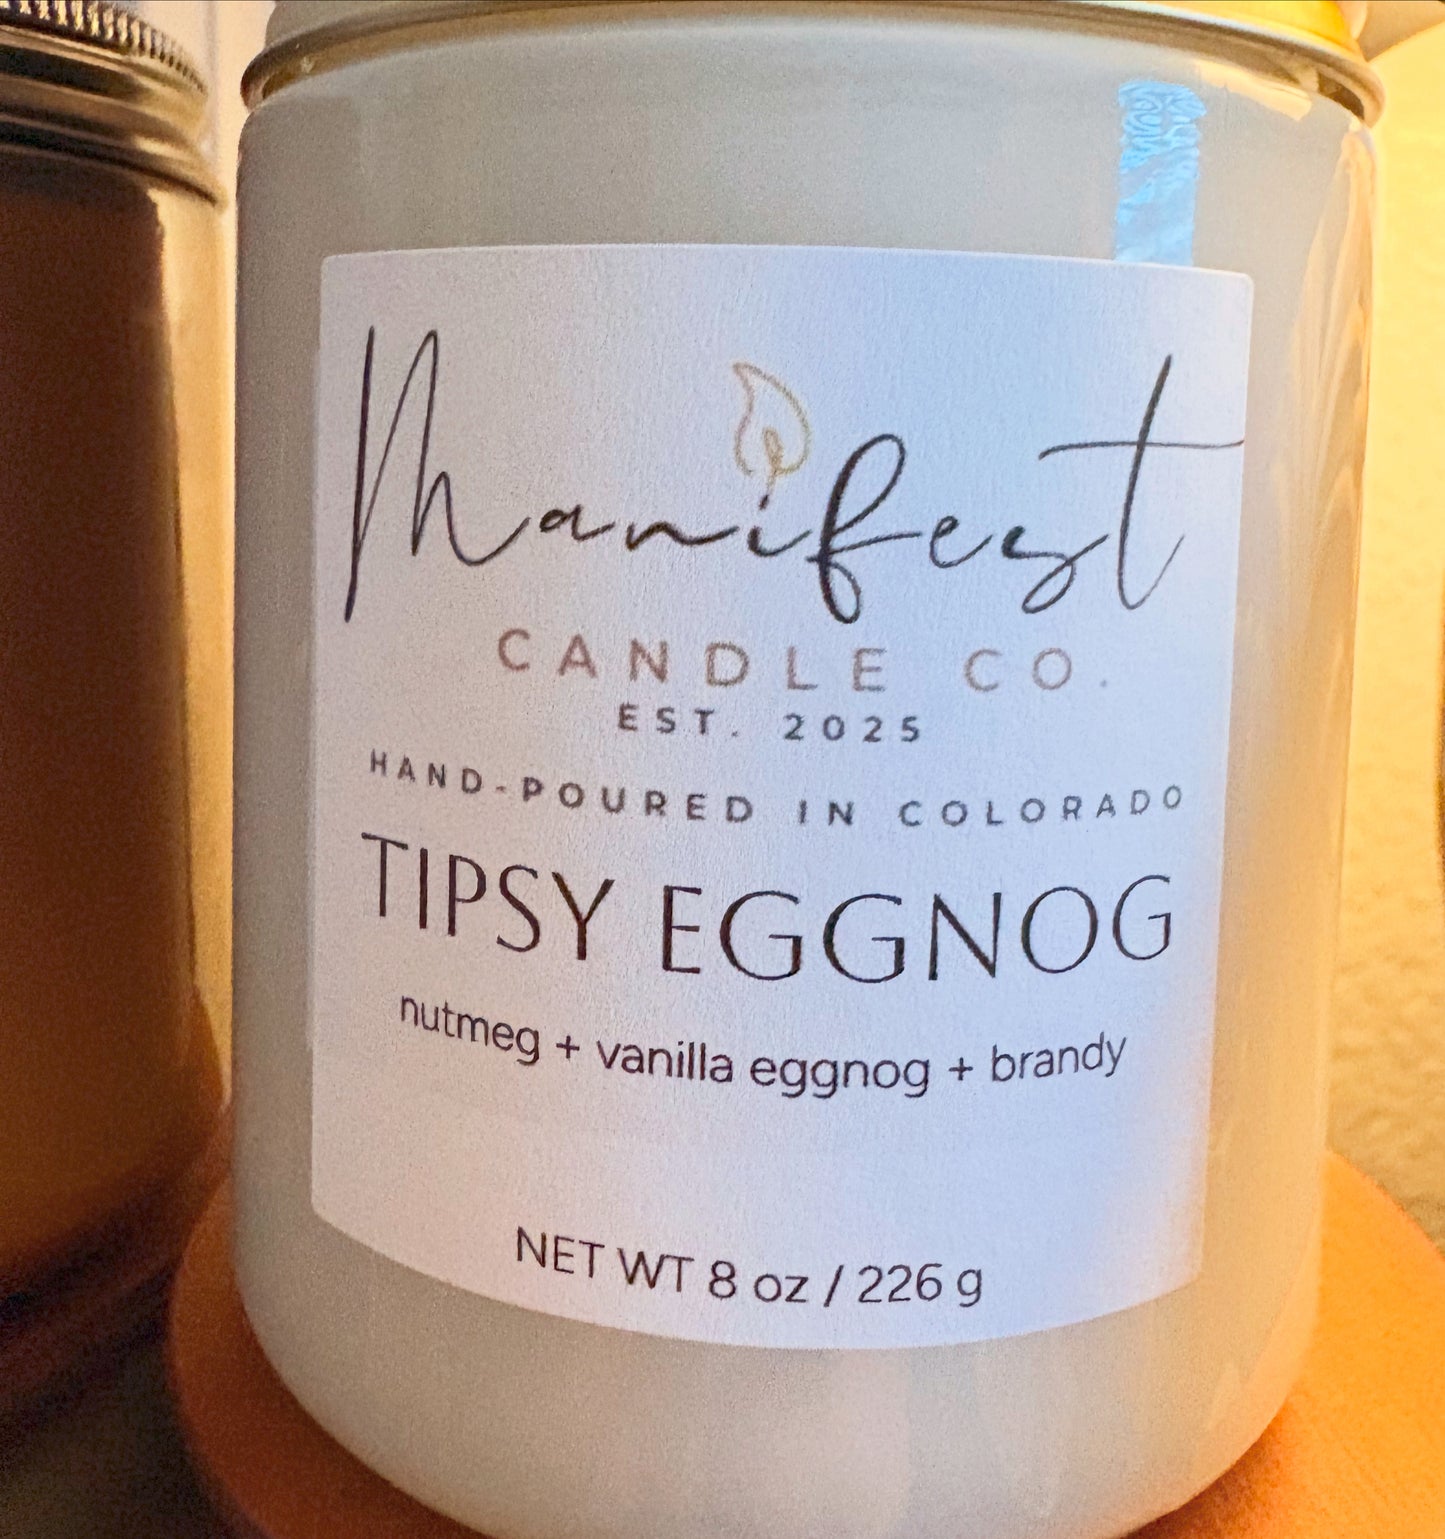 Manifest
CANDLE CO.
EST. 2025
HAND-POURED IN COLORADO
TIPSY EGGNOG
nutmeg + vanilla eggnog + brandy
NET WT 8 oz / 226 g